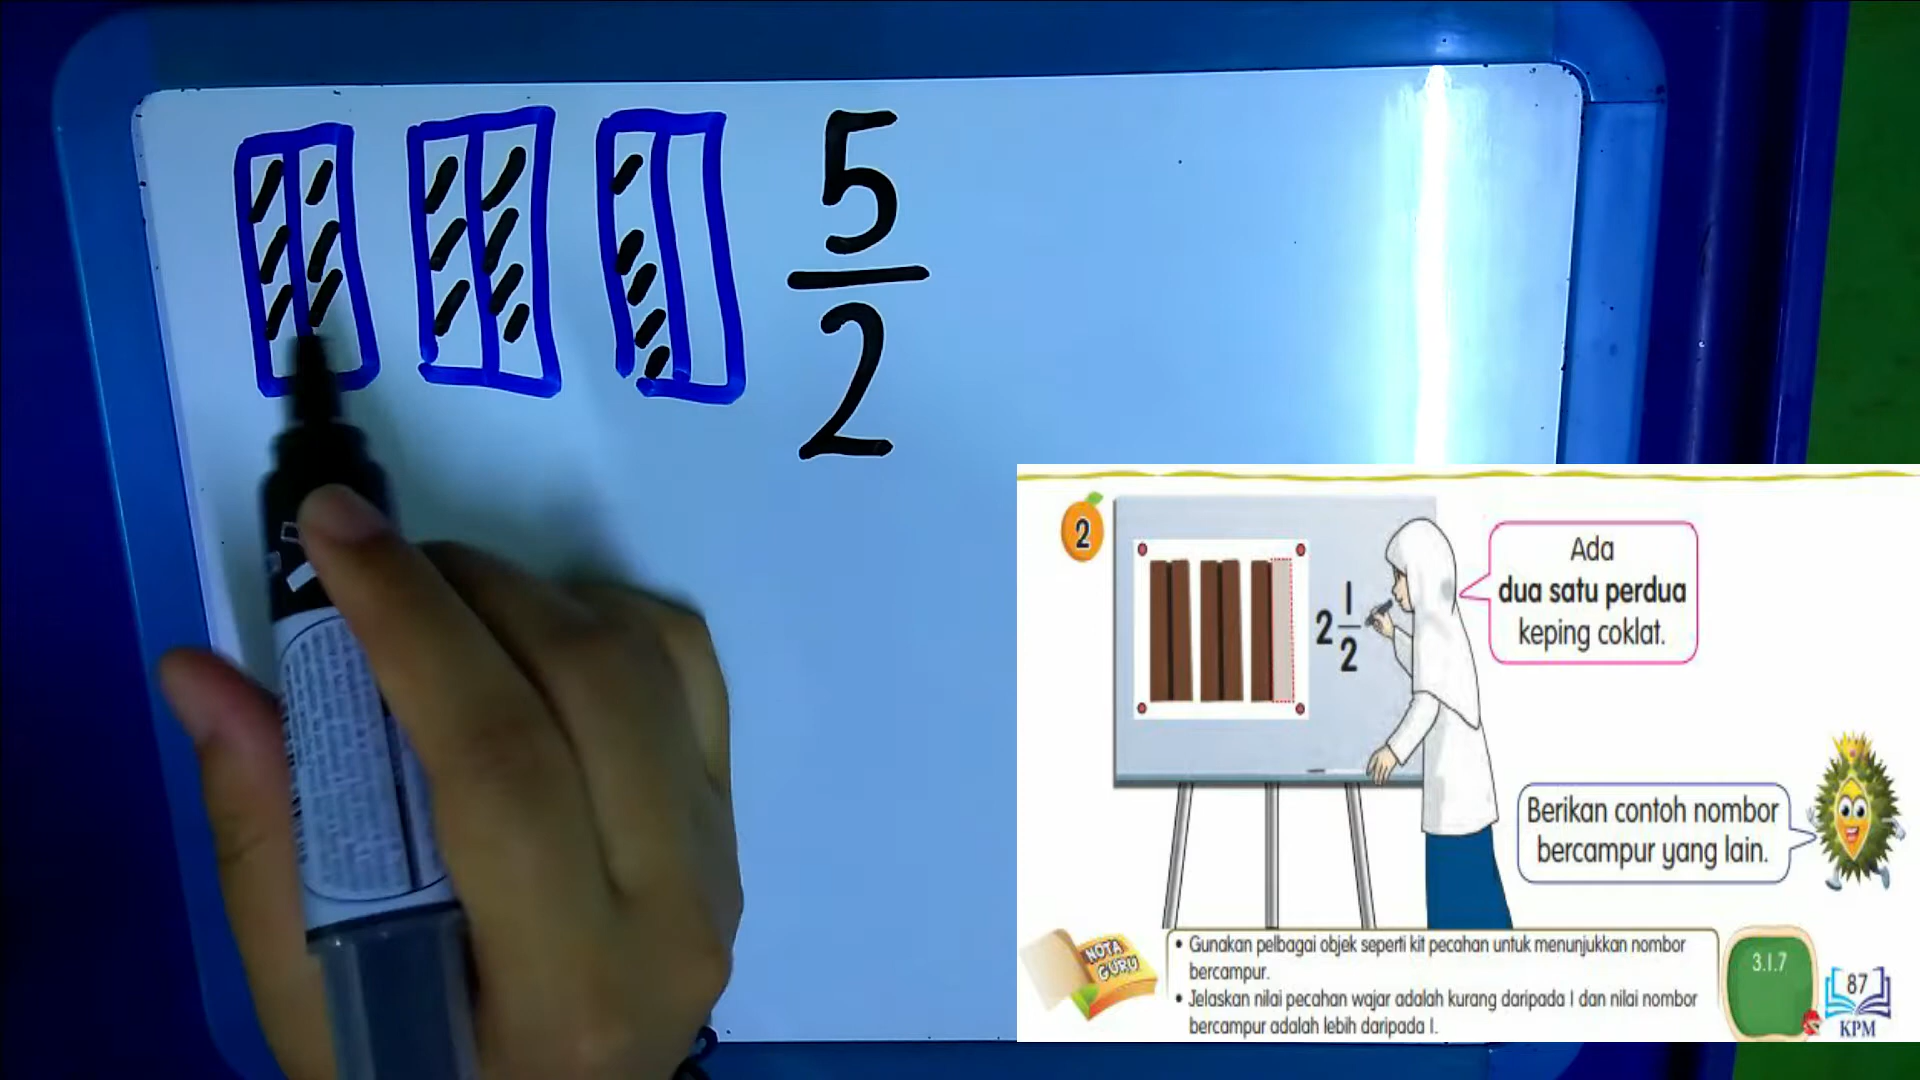 5
2
2
2 1
2
Ada
dua satu perdua
keping coklat.
Berikan contoh nombor
bercampur yang lain.
NOTA
GURU
• Gunakan pelbagai objek seperti kit pecahan untuk menunjukkan nombor
bercampur.
• Jelaskan nilai pecahan wajar adalah kurang daripada 1 dan nilai nombor
bercampur adalah lebih daripada 1.
3.1.7
87
KPM